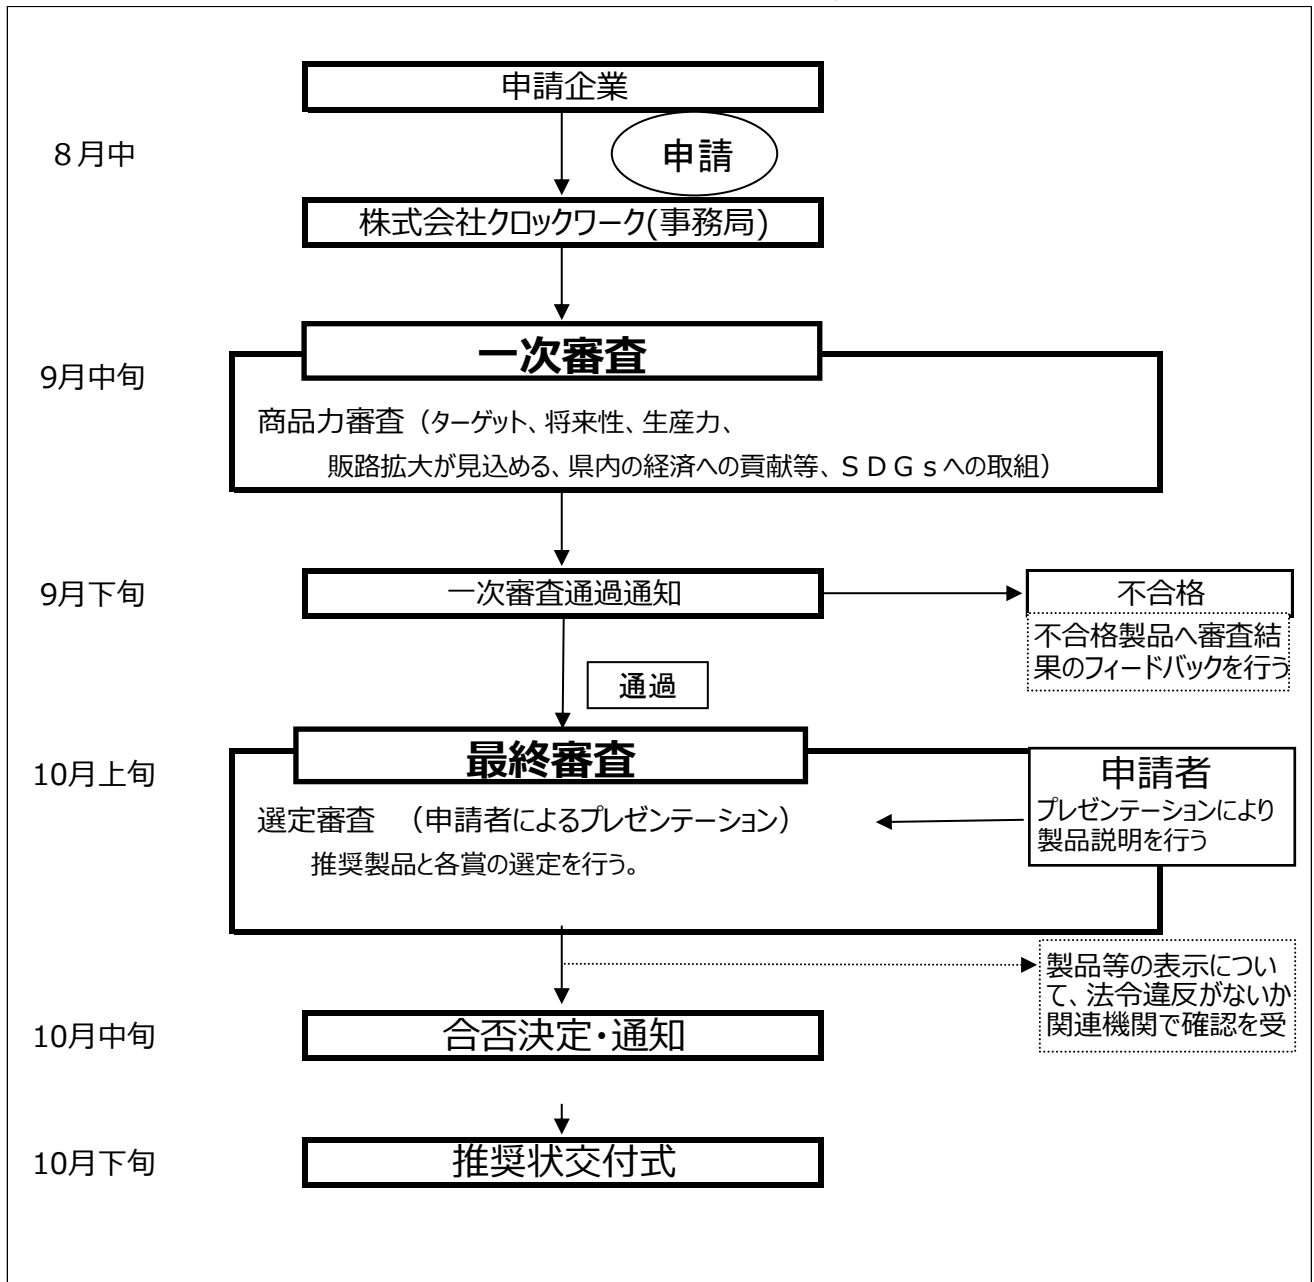 申請企業
8月中
申請
株式会社クロックワーク(事務局)
一次審査
9月中旬
商品力審査（ターゲット、将来性、生産力、
販路拡大が見込める、県内の経済への貢献等、ＳＤＧｓへの取組）
9月下旬
一次審査通過通知
不合格
不合格製品へ審査結
果のフィードバックを行う
通過
最終審査
10月上旬
申請者
プレゼンテーションにより
製品説明を行う
選定審査　（申請者によるプレゼンテーション）
推奨製品と各賞の選定を行う。
製品等の表示につい
て、法令違反がないか
関連機関で確認を受
10月中旬
合否決定・通知
10月下旬
推奨状交付式